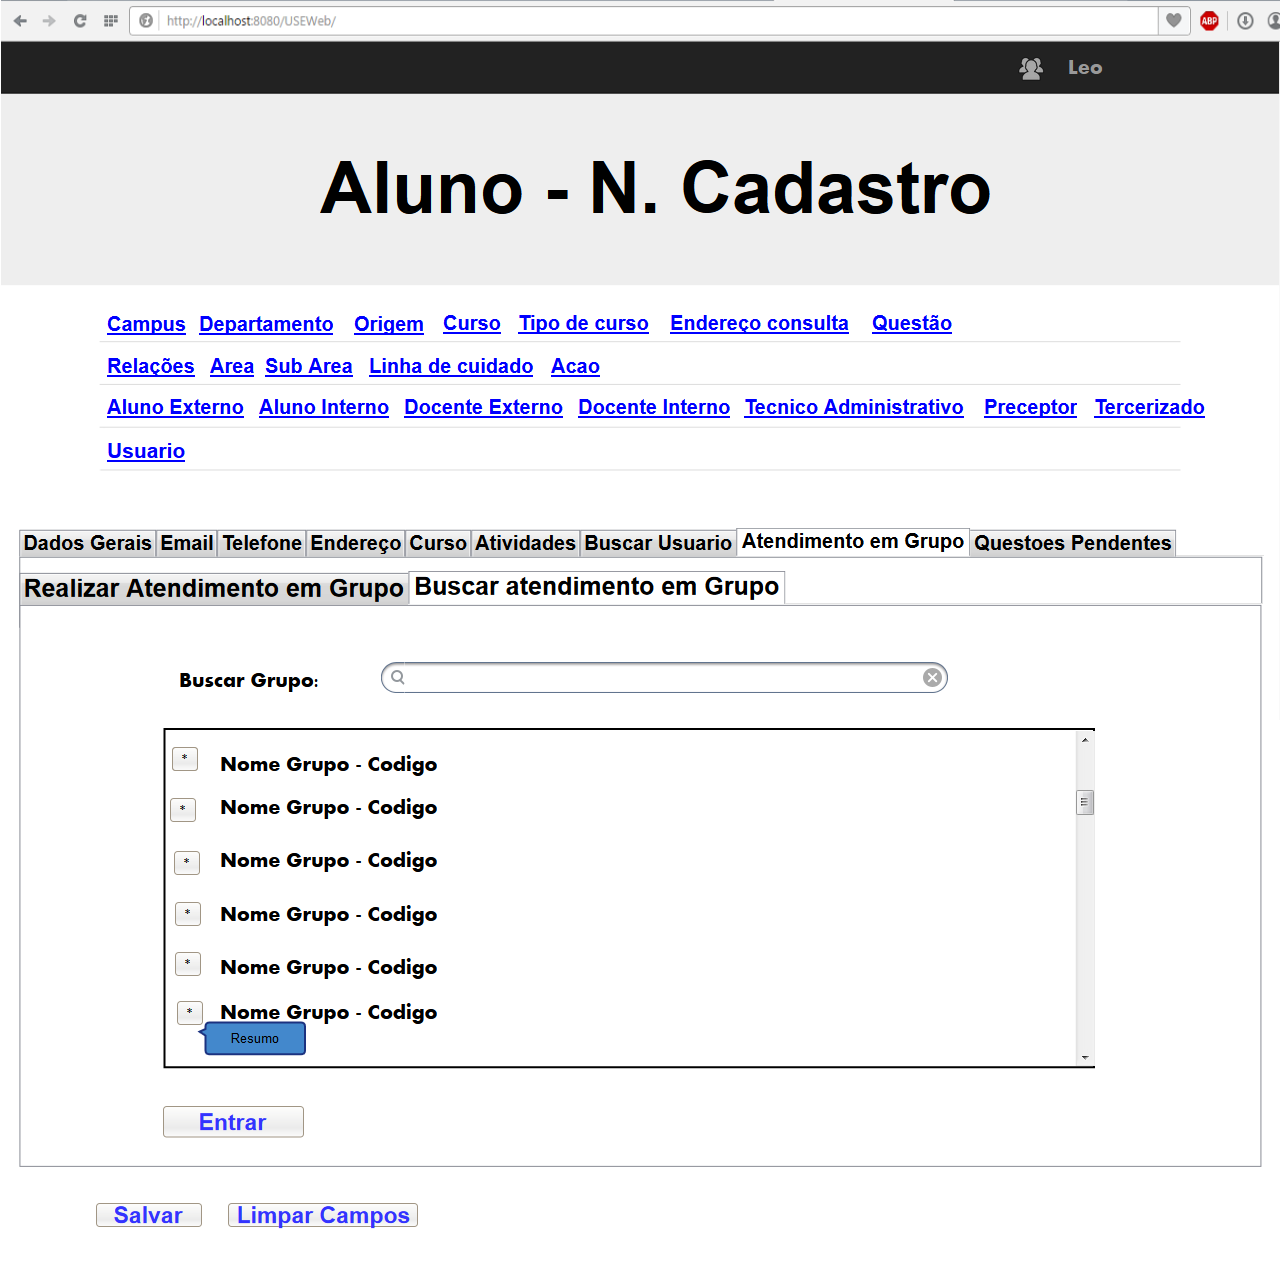 http://localhost:8080/USEWeb/
ABP
Leo
Aluno - N. Cadastro
Campus Departamento Origem Curso Tipo de curso Endereço consulta Questão
Relações Area Sub Area Linha de cuidado Acao
Aluno Externo Aluno Interno Docente Externo Docente Interno Tecnico Administrativo Preceptor Tercerizado
Usuario
Dados Gerais Email Telefone Endereço Curso Atividades Buscar Usuario Atendimento em Grupo Questoes Pendentes
Realizar Atendimento em Grupo Buscar atendimento em Grupo
Buscar Grupo:
* Nome Grupo - Codigo
* Nome Grupo - Codigo
* Nome Grupo - Codigo
* Nome Grupo - Codigo
* Nome Grupo - Codigo
* Nome Grupo - Codigo
Resumo
Entrar
Salvar Limpar Campos